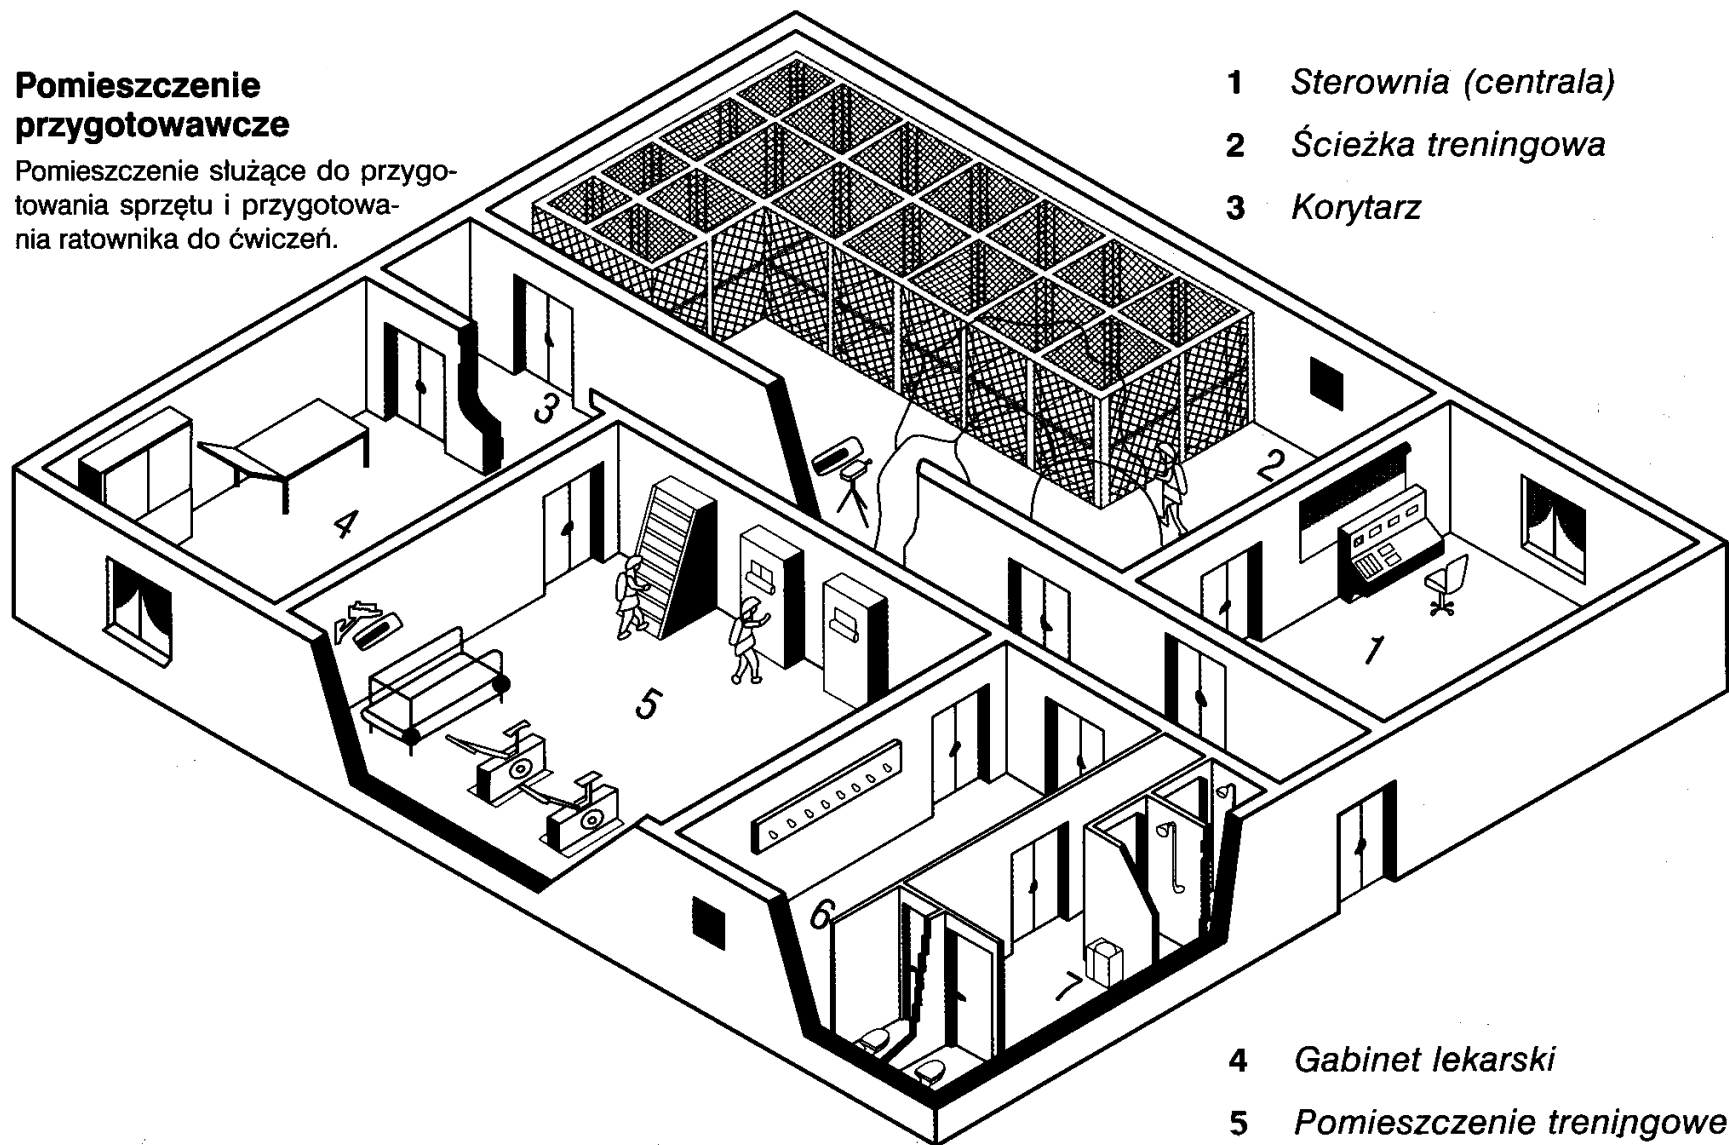 Pomieszczenie
przygotowawcze
Pomieszczenie służące do przygo-
towania sprzętu i przygotowa-
nia ratownika do ćwiczeń.
1 Sterownia (centrala)
2 Ścieżka treningowa
3 Korytarz
3
2
4
1
5
6
7
4 Gabinet lekarski
5 Pomieszczenie treningowe